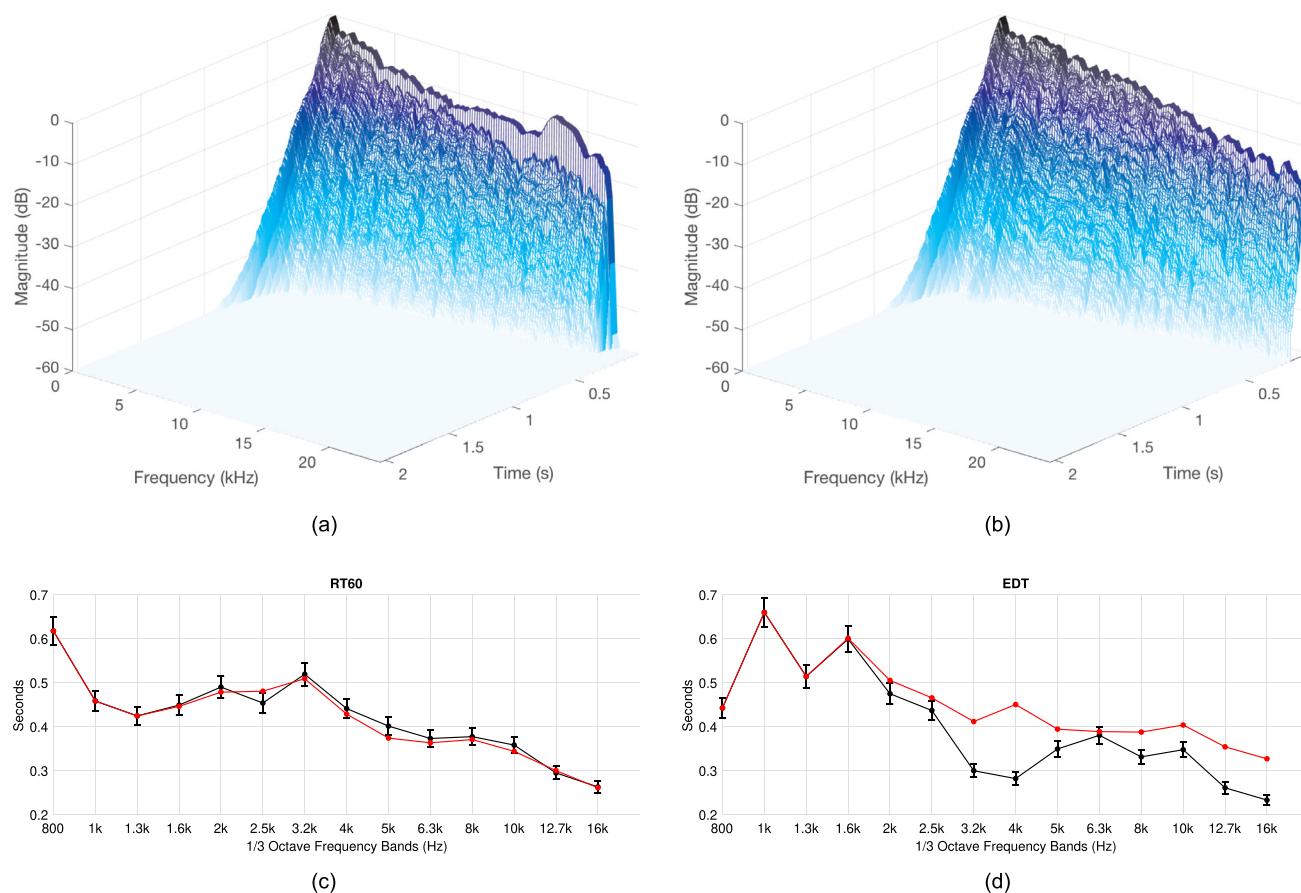 0
-10
-20
-30
-40
-50
-60
Magnitude (dB)
0
5
10
15
20
Frequency (kHz)
0.5
1
1.5
2
Time (s)
(a)
0
-10
-20
-30
-40
-50
-60
Magnitude (dB)
0
5
10
15
20
Frequency (kHz)
0.5
1
1.5
2
Time (s)
(b)
RT60
0.7
0.6
0.5
0.4
0.3
0.2
Seconds
800 1k 1.3k 1.6k 2k 2.5k 3.2k 4k 5k 6.3k 8k 10k 12.7k 16k
1/3 Octave Frequency Bands (Hz)
(c)
EDT
0.7
0.6
0.5
0.4
0.3
0.2
Seconds
800 1k 1.3k 1.6k 2k 2.5k 3.2k 4k 5k 6.3k 8k 10k 12.7k 16k
1/3 Octave Frequency Bands (Hz)
(d)